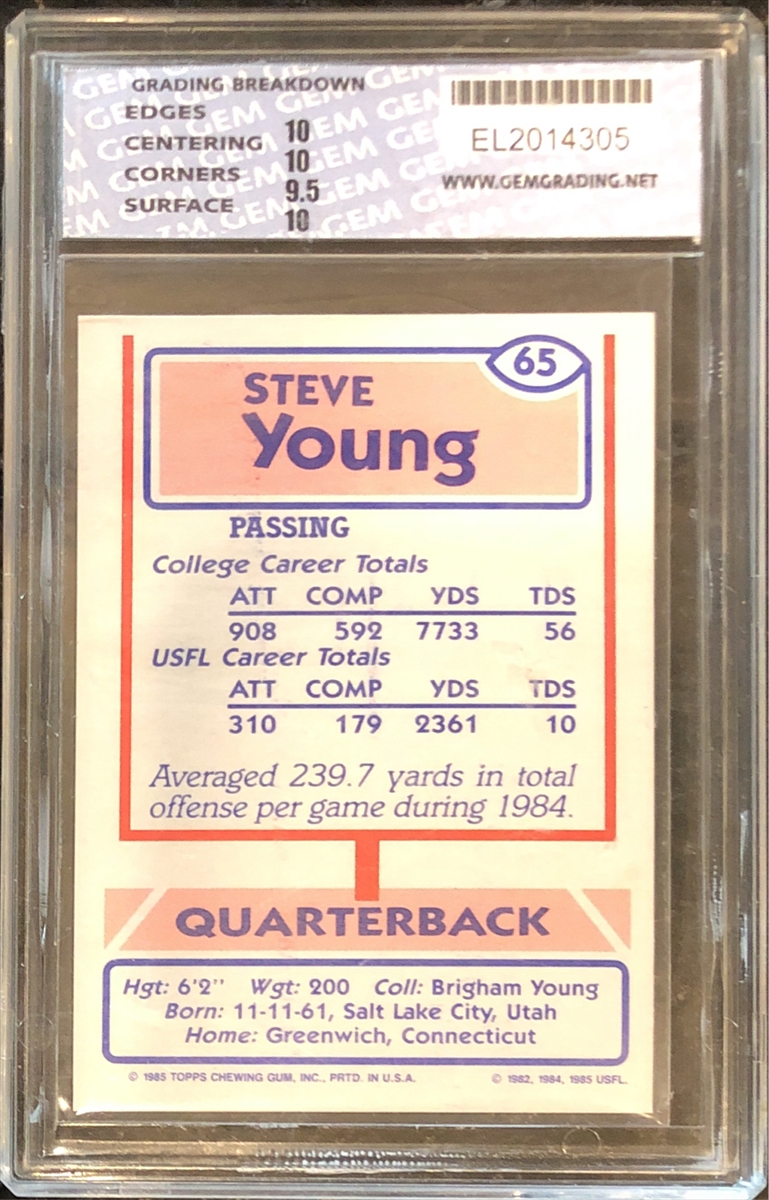 GRADING BREAKDOWN
EDGES 10
CENTERING 10
CORNERS 9.5
SURFACE 10
EL2014305
WWW.GEMGRADING.NET
65
STEVE
Young
PASSING
College Career Totals
ATT COMP YDS TDS
908 592 7733 56
USFL Career Totals
ATT COMP YDS TDS
310 179 2361 10
Averaged 239.7 yards in total
offense per game during 1984.
QUARTERBACK
Hgt: 6'2" Wgt: 200 Coll: Brigham Young
Born: 11-11-61, Salt Lake City, Utah
Home: Greenwich, Connecticut
© 1985 TOPPS CHEWING GUM, INC., PRTD. IN U.S.A. © 1982, 1984, 1985 USFL.